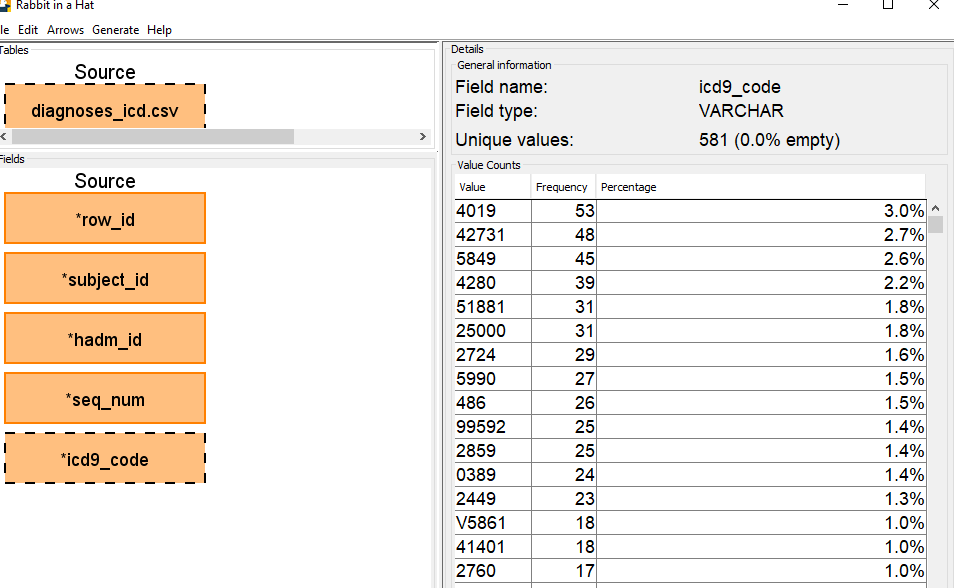 Rabbit in a Hat
le Edit Arrows Generate Help
Tables
Source
diagnoses_icd.csv
Fields
Source
*row_id
*subject_id
*hadm_id
*seq_num
*icd9_code
Details
General information
Field name: icd9_code
Field type: VARCHAR
Unique values: 581 (0.0% empty)
Value Counts
Value Frequency Percentage
4019 53 3.0%
42731 48 2.7%
5849 45 2.6%
4280 39 2.2%
51881 31 1.8%
25000 31 1.8%
2724 29 1.6%
5990 27 1.5%
486 26 1.5%
99592 25 1.4%
2859 25 1.4%
0389 24 1.4%
2449 23 1.3%
V5861 18 1.0%
41401 18 1.0%
2760 17 1.0%